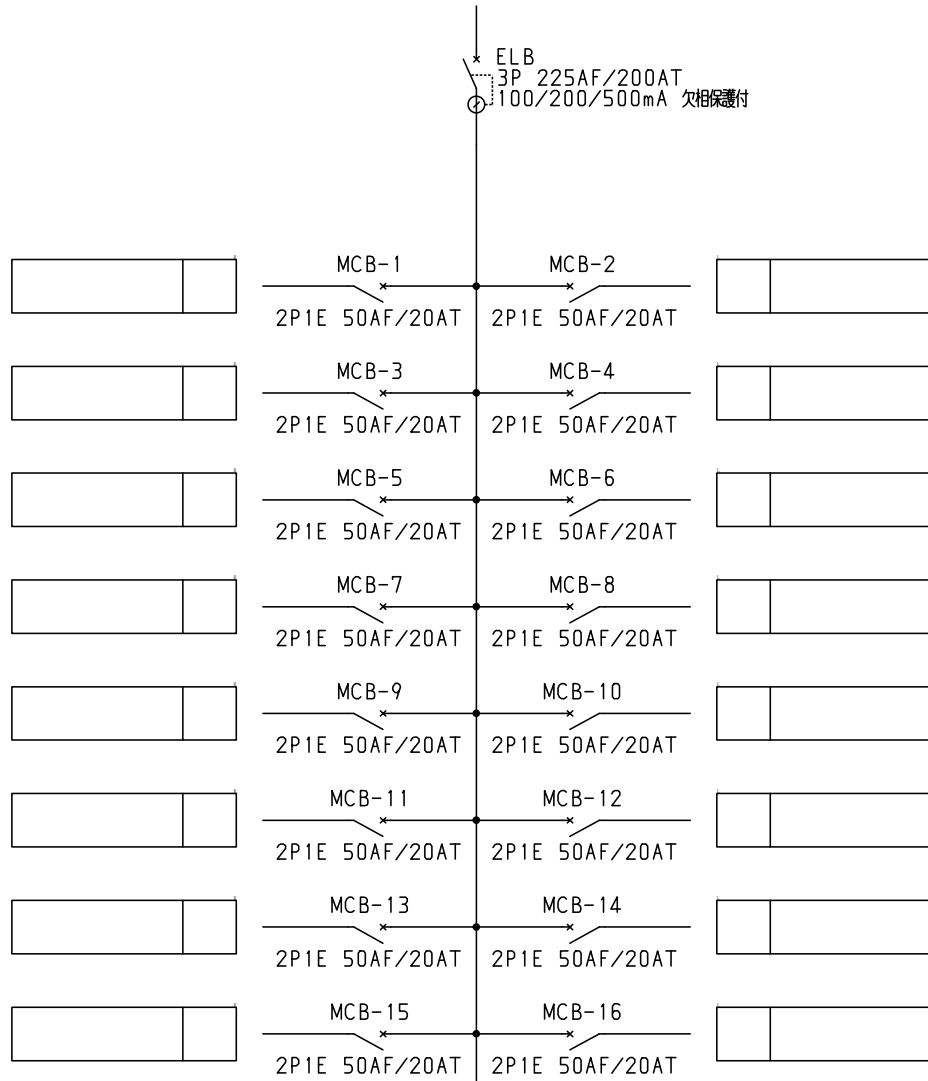 ELB
3P 225AF/200AT
100/200/500mA 欠相保護付
MCB-1 MCB-2
2P1E 50AF/20AT 2P1E 50AF/20AT
MCB-3 MCB-4
2P1E 50AF/20AT 2P1E 50AF/20AT
MCB-5 MCB-6
2P1E 50AF/20AT 2P1E 50AF/20AT
MCB-7 MCB-8
2P1E 50AF/20AT 2P1E 50AF/20AT
MCB-9 MCB-10
2P1E 50AF/20AT 2P1E 50AF/20AT
MCB-11 MCB-12
2P1E 50AF/20AT 2P1E 50AF/20AT
MCB-13 MCB-14
2P1E 50AF/20AT 2P1E 50AF/20AT
MCB-15 MCB-16
2P1E 50AF/20AT 2P1E 50AF/20AT